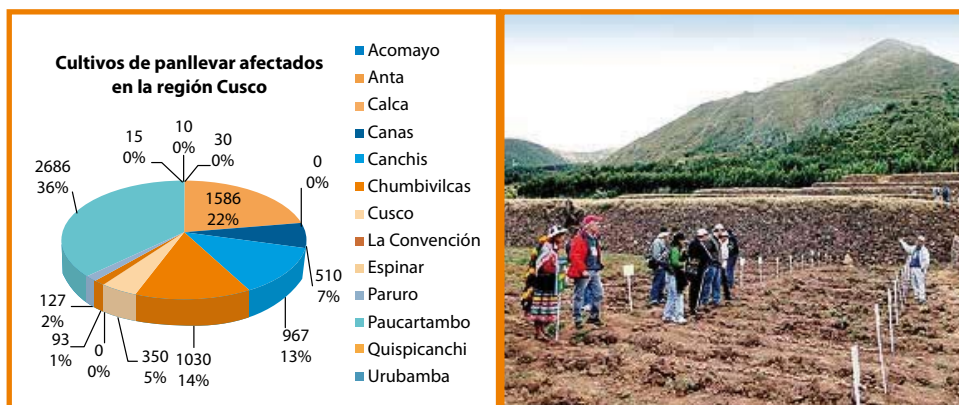 Cultivos de panllevar afectados
en la región Cusco
15
0%
10
0%
30
0%
0
0%
2686
36%
1586
22%
510
7%
967
13%
1030
14%
350
5%
0
0%
93
1%
127
2%
Acomayo
Anta
Calca
Canas
Canchis
Chumbivilcas
Cusco
La Convención
Espinar
Paruro
Paucartambo
Quispicanchi
Urubamba